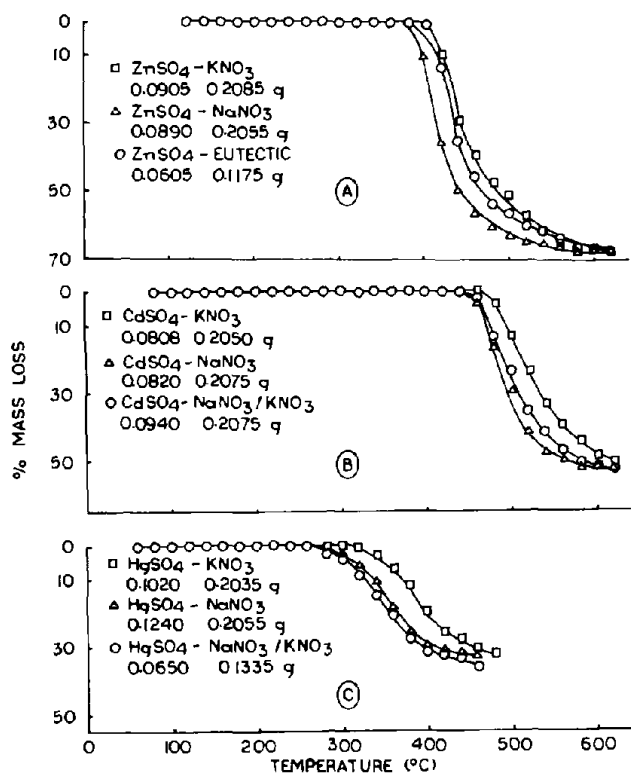 0
10
30
50
70
□ ZnSO4-KNO3
0.0905 0.2085 g
△ ZnSO4-NaNO3
0.0890 0.2055 g
○ ZnSO4-EUTECTIC
0.0605 0.1175 g
A
0
10
30
50
□ CdSO4-KNO3
0.0808 0.2050 g
△ CdSO4-NaNO3
0.0820 0.2075 g
○ CdSO4-NaNO3/KNO3
0.0940 0.2075 g
B
% MASS LOSS
0
10
30
50
□ HgSO4-KNO3
0.1020 0.2035 g
△ HgSO4-NaNO3
0.1240 0.2055 g
○ HgSO4-NaNO3/KNO3
0.0650 0.1335 g
C
0 100 200 300 400 500 600
TEMPERATURE (°C)